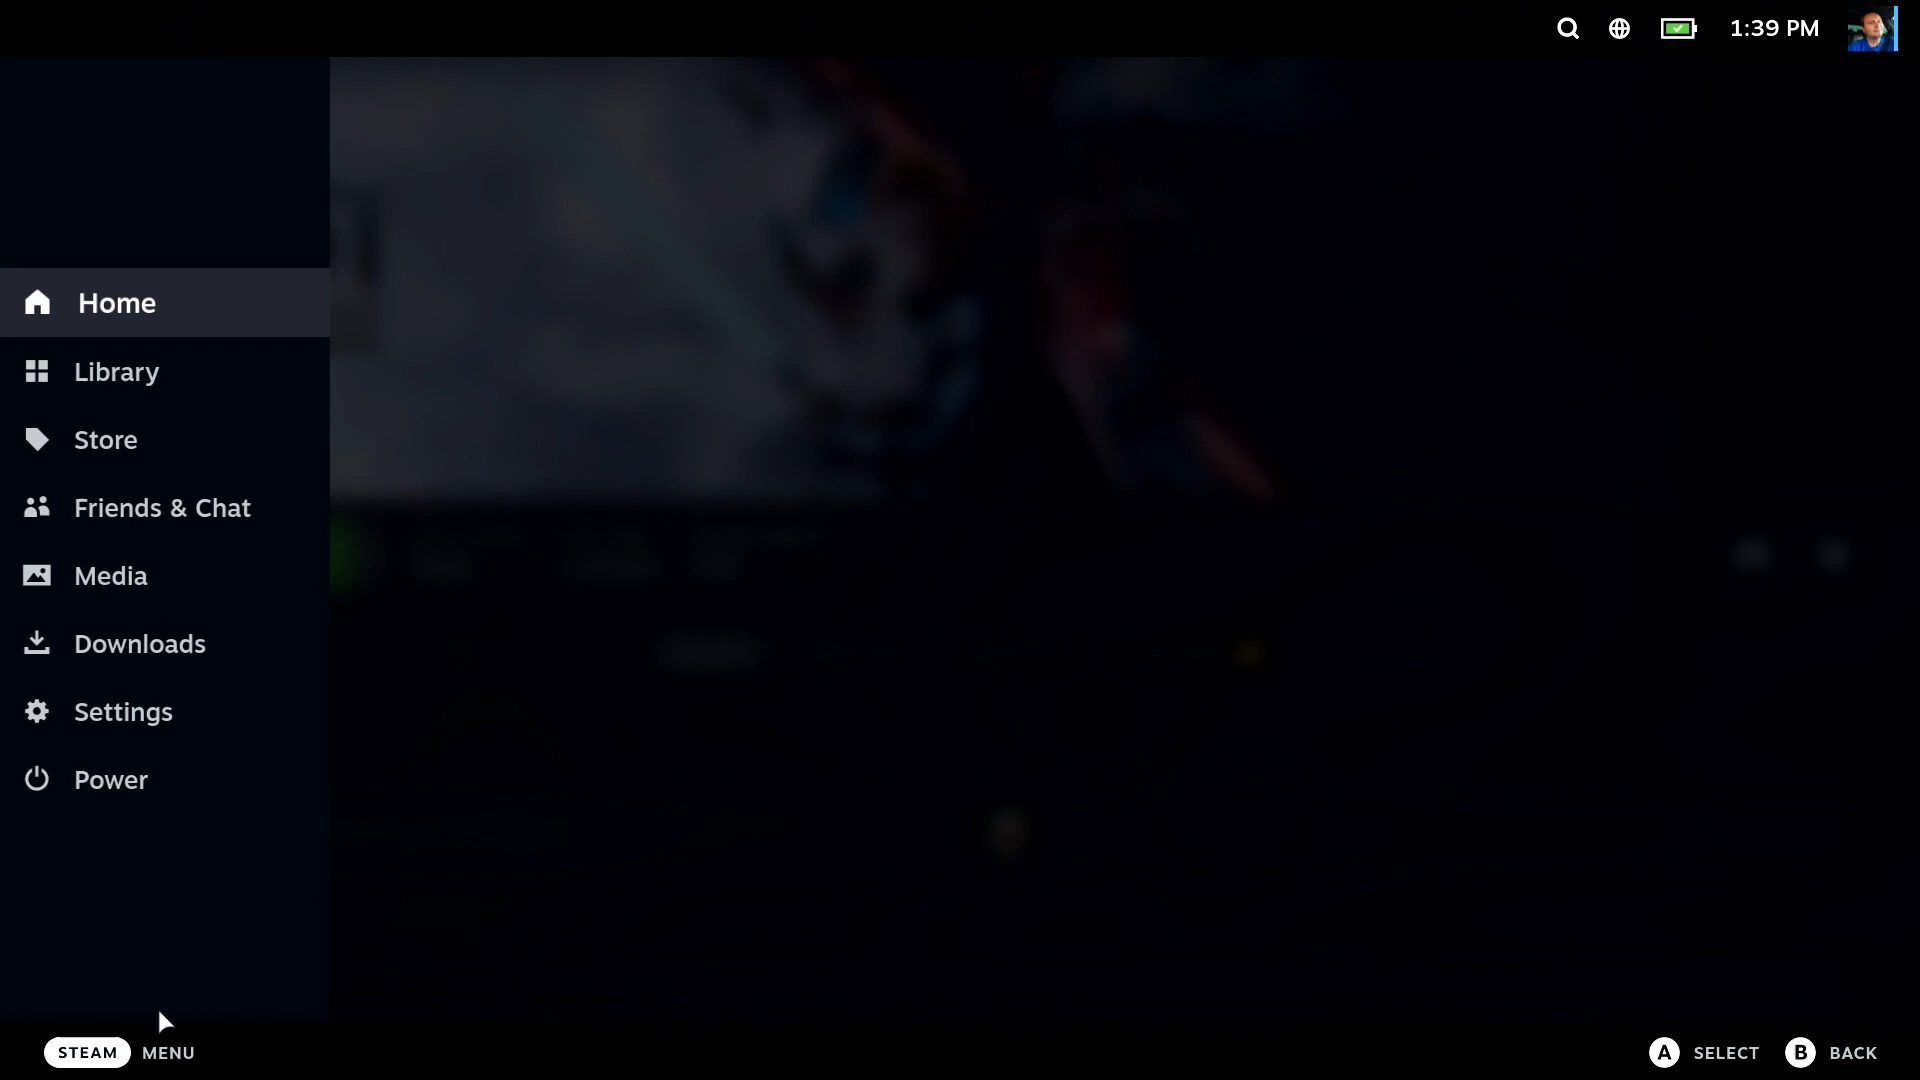 1:39 PM
Home
Library
Store
Friends & Chat
Media
Downloads
Settings
Power
STEAM MENU
A SELECT B BACK